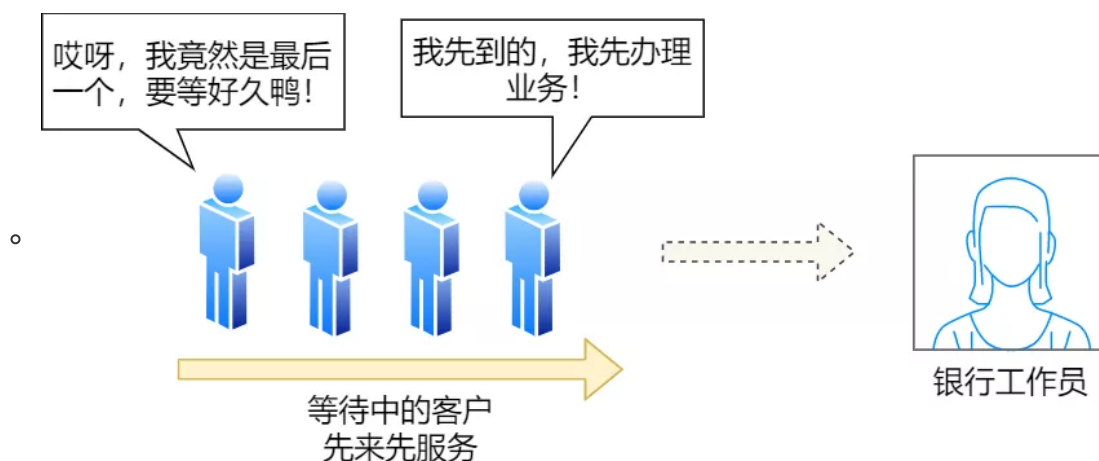 哎呀，我竟然是最后
一个，要等好久鸭！
我先到的，我先办理
业务！
。
等待中的客户
先来先服务
银行工作员